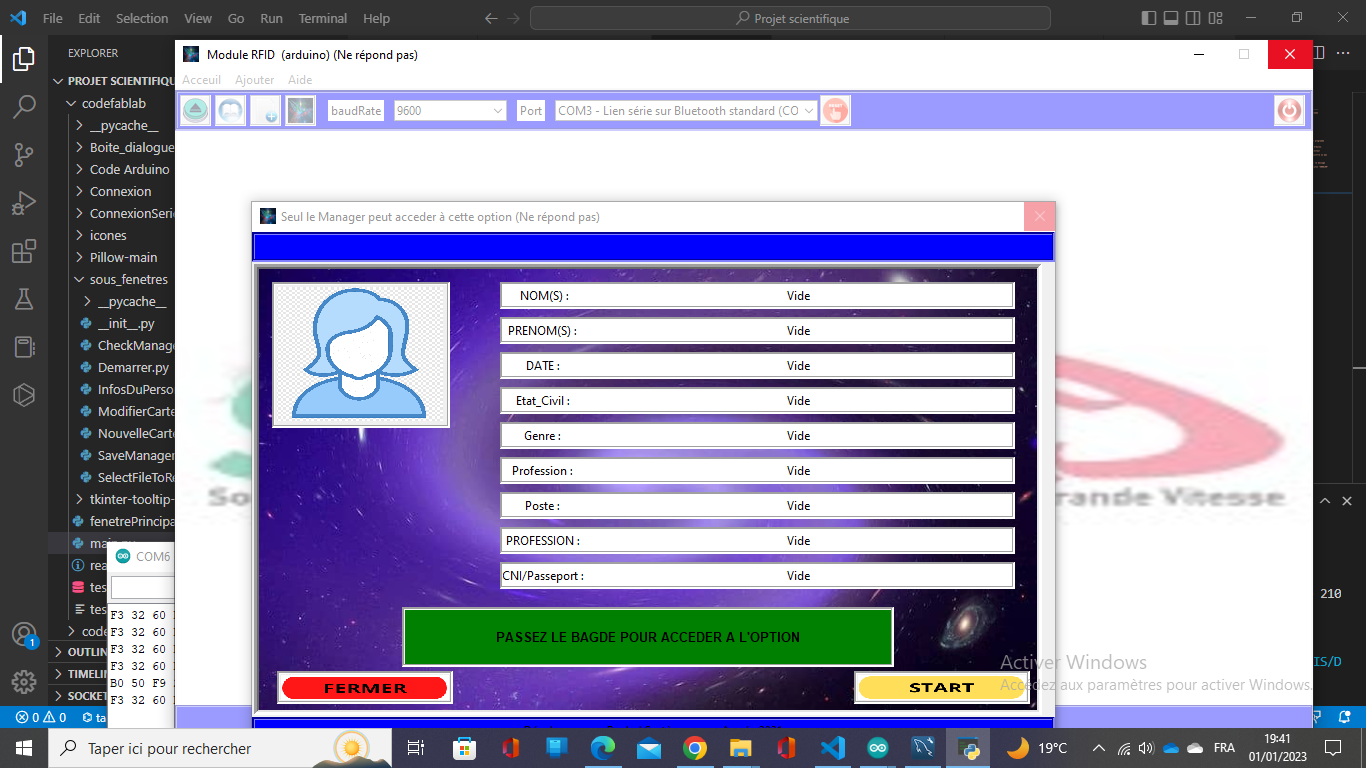 File Edit Selection View Go Run Terminal Help
Projet scientifique
EXPLORER
PROJET SCIENTIFIQU
codefablab
__pycache__
Boite_dialogue
Code Arduino
Connexion
ConnexionSerie
icones
Pillow-main
sous_fenetres
__pycache__
__init__.py
CheckManage
Demarrer.py
InfosDuPerso
ModifierCarte
NouvelleCarte
SaveManager
SelectFileToRe
tkinter-tooltip-
fenetrePrincipa
main.py
rea
tes
tes
code
OUTLIN
TIMELIN
SOCKET
0 0 ta
Module RFID (arduino) (Ne répond pas)
Acceuil Ajouter Aide
baudRate 9600 Port COM3 - Lien série sur Bluetooth standard (CO
Seul le Manager peut acceder à cette option (Ne répond pas)
NOM(S) : Vide
PRENOM(S) : Vide
DATE : Vide
Etat_Civil : Vide
Genre : Vide
Profession : Vide
Poste : Vide
PROFESSION : Vide
CNI/Passeport : Vide
PASSEZ LE BAGDE POUR ACCEDER A L'OPTION
FERMER START
So
rande Vitesse
210
IS/D
COM6
F3 32 60
F3 32 60
F3 32 60
F3 32 60
B0 50 F9
F3 32 60
Activer Windows
Accédez aux paramètres pour activer Windows.
Taper ici pour rechercher
19°C
FRA
19:41
01/01/2023
1